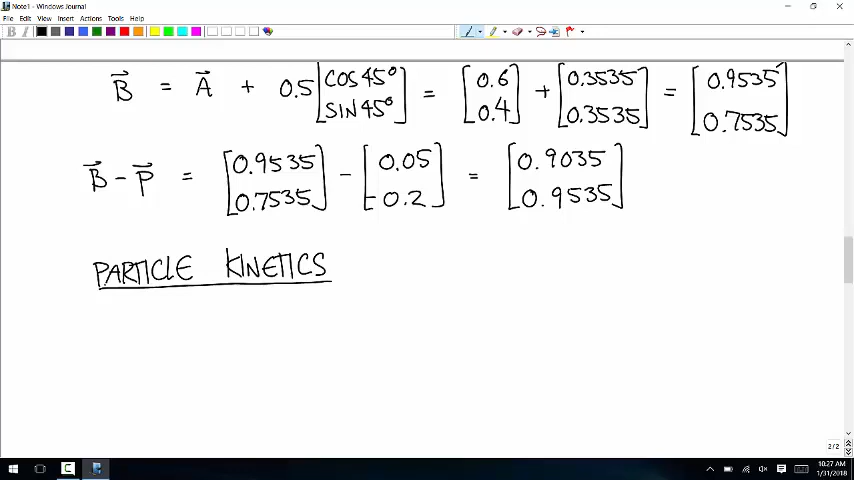 Note1 - Windows Journal
File Edit View Insert Actions Tools Help
B I
B⃗ = A⃗ + 0.5 [COS 45° SIN 45°] = [0.6 0.4] + [0.3535 0.3535] = [0.9535 0.7535]
B⃗ - P⃗ = [0.9535 0.7535] - [0.05 -0.2] = [0.9035 0.9535]
PARTICLE KINETICS
2/2
10:27 AM
1/31/2018